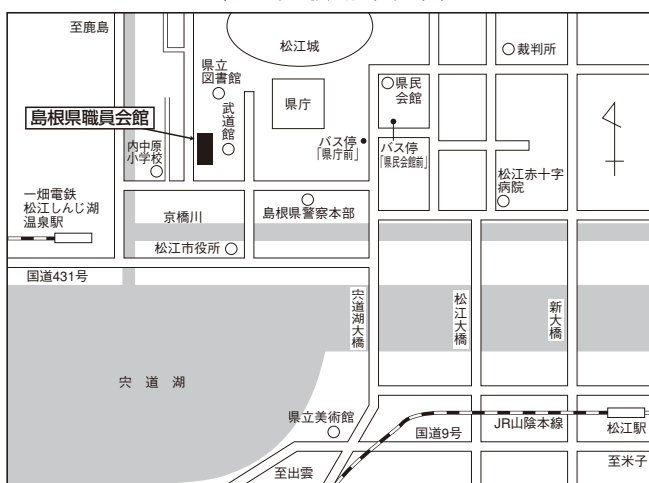 至鹿島
松江城
裁判所
県立
図書館
県民
会館
県庁
武道館
島根県職員会館
バス停
「県庁前」
バス停
「県民会館前」
内中原
小学校
松江赤十字
病院
一畑電鉄
松江しんじ湖
温泉駅
京橋川
島根県警察本部
松江市役所
国道431号
宍道湖大橋
松江大橋
新大橋
宍道湖
県立美術館
国道9号
JR山陰本線
松江駅
至出雲
至米子